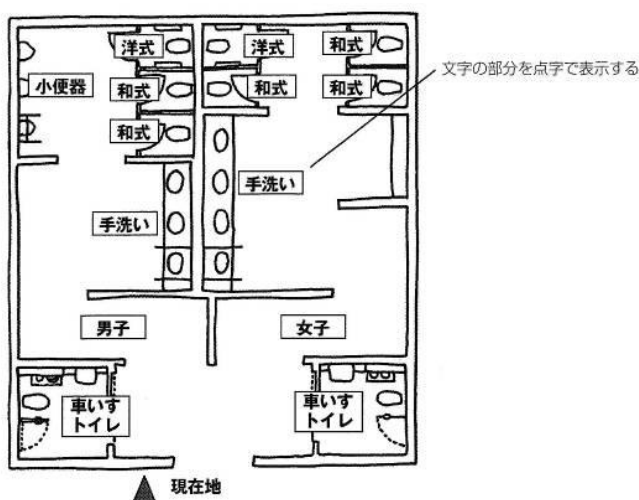 洋式
洋式
和式
小便器
和式
和式
和式
和式
文字の部分を点字で表示する
手洗い
手洗い
男子
女子
車いす
トイレ
車いす
トイレ
現在地